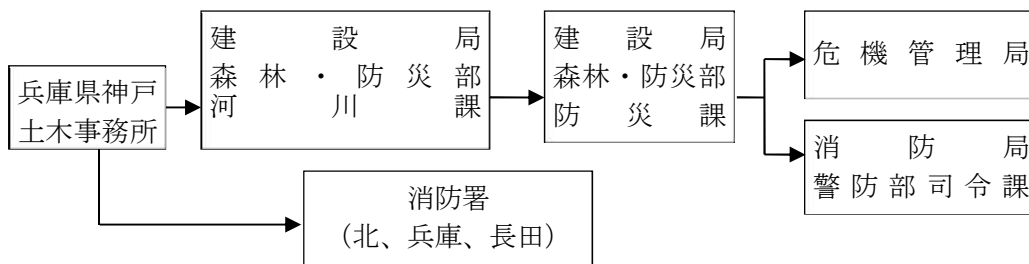 兵庫県神戸
土木事務所
建設局
森林・防災部
河川課
建設局
森林・防災部
防災課
危機管理局
消防局
警防部司令課
消防署
（北、兵庫、長田）